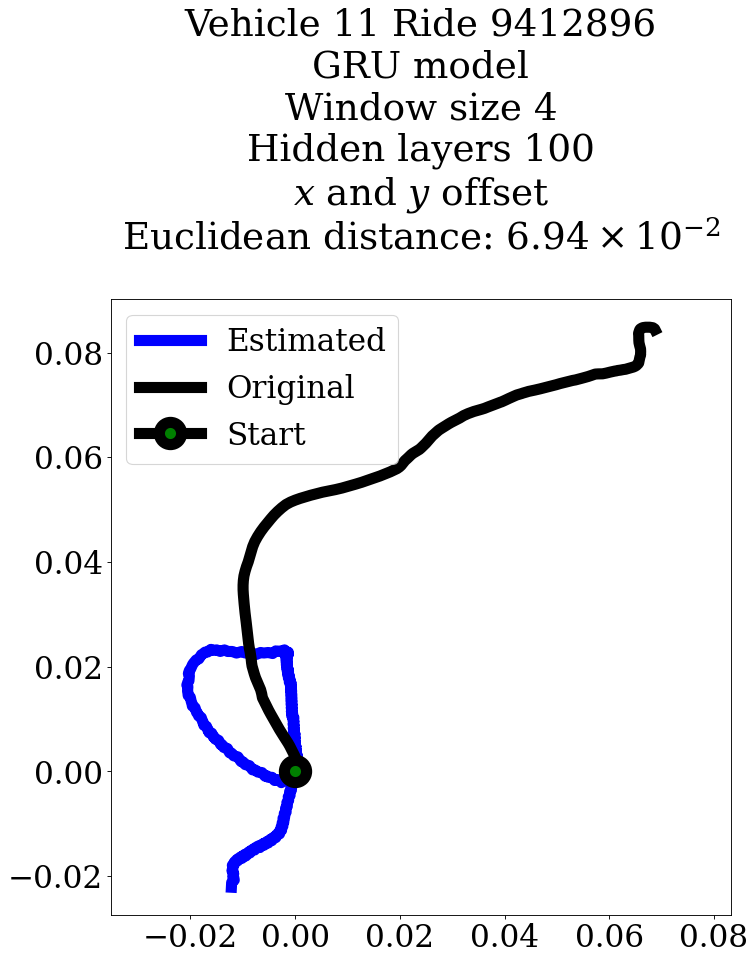 Vehicle 11 Ride 9412896
GRU model
Window size 4
Hidden layers 100
x and y offset
Euclidean distance: 6.94 × 10⁻²
Estimated
Original
Start
0.08
0.06
0.04
0.02
0.00
−0.02
−0.02 0.00 0.02 0.04 0.06 0.08